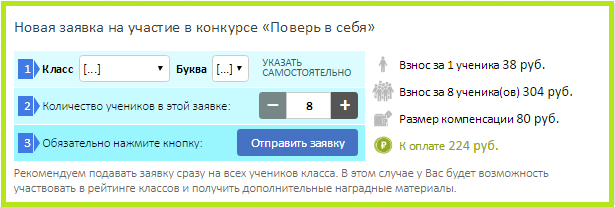 Новая заявка на участие в конкурсе «Поверь в себя»
1 Класс [...] Буква [...] УКАЗАТЬ САМОСТОЯТЕЛЬНО
2 Количество учеников в этой заявке: − 8 +
3 Обязательно нажмите кнопку: Отправить заявку
Взнос за 1 ученика 38 руб.
Взнос за 8 ученика(ов) 304 руб.
Размер компенсации 80 руб.
₽ К оплате 224 руб.
Рекомендуем подавать заявку сразу на всех учеников класса. В этом случае у Вас будет возможность
участвовать в рейтинге классов и получить дополнительные наградные материалы.